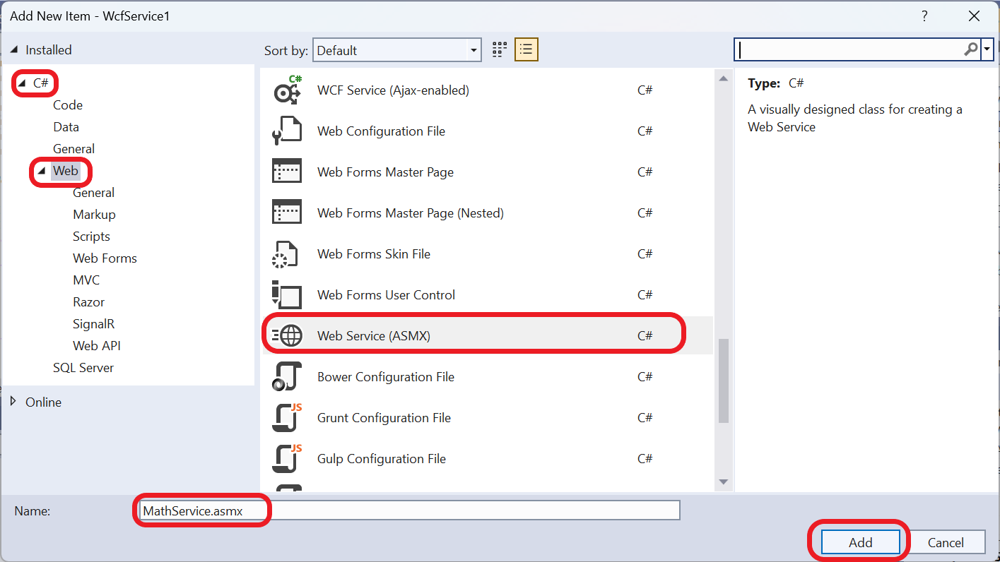 Add New Item - WcfService1
?
Installed
Sort by: Default
C#
Code
Data
General
Web
General
Markup
Scripts
Web Forms
MVC
Razor
SignalR
Web API
SQL Server
Online
C#
WCF Service (Ajax-enabled) C#
Web Configuration File C#
Web Forms Master Page C#
Web Forms Master Page (Nested) C#
Web Forms Skin File C#
Web Forms User Control C#
Web Service (ASMX) C#
Bower Configuration File C#
JS
Grunt Configuration File C#
JS
Gulp Configuration File C#
Type: C#
A visually designed class for creating a
Web Service
Name: MathService.asmx
Add Cancel